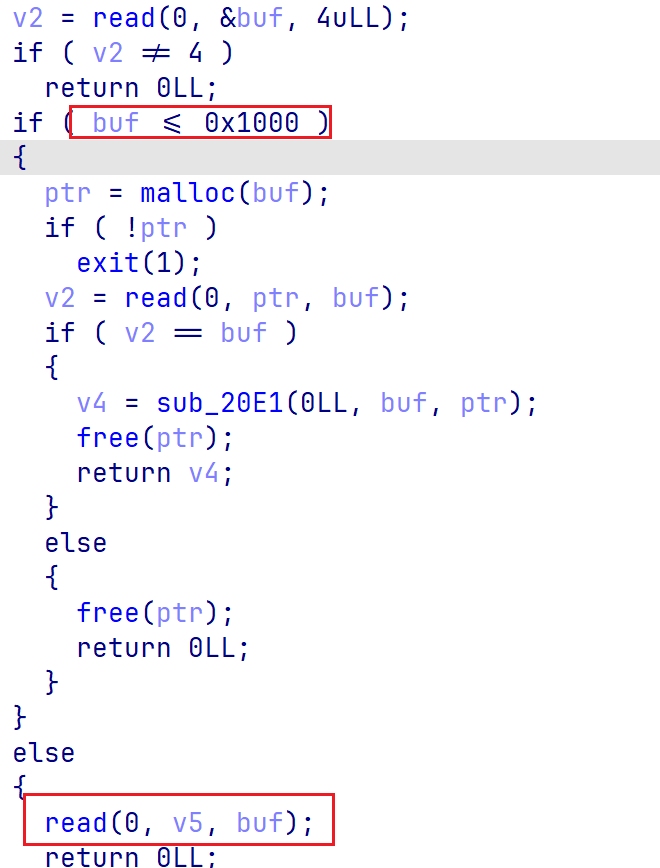 v2 = read(0, &buf, 4uLL);
if ( v2 ≠ 4 )
return 0LL;
if ( buf ≤ 0x1000 )
{
ptr = malloc(buf);
if ( !ptr )
exit(1);
v2 = read(0, ptr, buf);
if ( v2 == buf )
{
v4 = sub_20E1(0LL, buf, ptr);
free(ptr);
return v4;
}
else
{
free(ptr);
return 0LL;
}
}
else
{
read(0, v5, buf);
return 0LL;